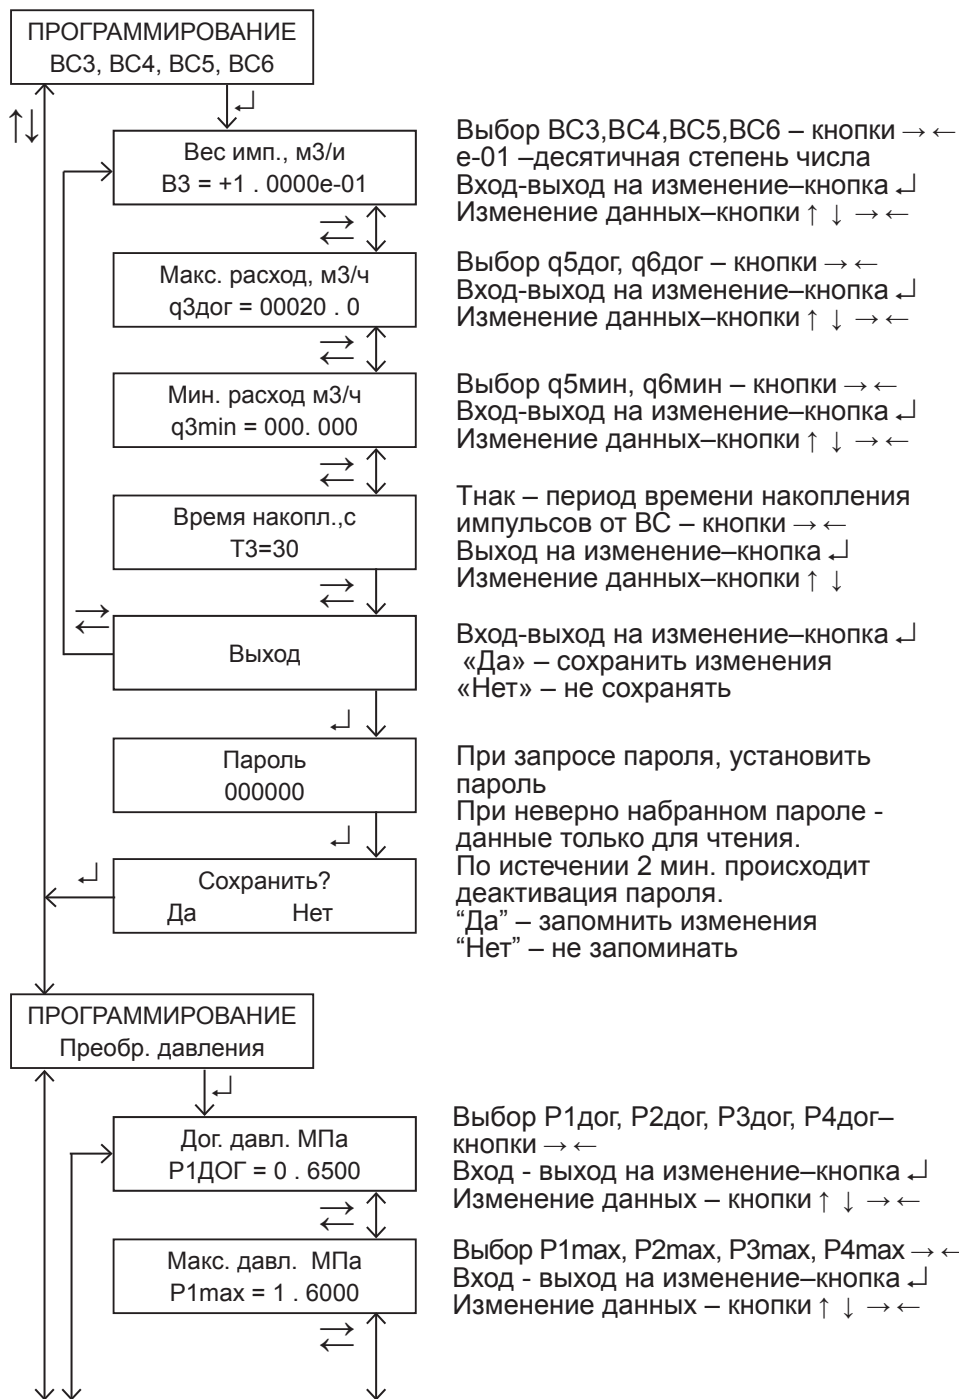 ПРОГРАММИРОВАНИЕ
ВС3, ВС4, ВС5, ВС6
↑↓
↵
Вес имп., м3/и
В3 = +1 . 0000е-01
Выбор ВС3,ВС4,ВС5,ВС6 – кнопки → ←
е-01 –десятичная степень числа
Вход-выход на изменение–кнопка ↵
Изменение данных–кнопки ↑ ↓ → ←
Макс. расход, м3/ч
q3дог = 00020 . 0
Выбор q5дог, q6дог – кнопки → ←
Вход-выход на изменение–кнопка ↵
Изменение данных–кнопки ↑ ↓ → ←
Мин. расход м3/ч
q3min = 000. 000
Выбор q5мин, q6мин – кнопки → ←
Вход-выход на изменение–кнопка ↵
Изменение данных–кнопки ↑ ↓ → ←
Время накопл.,с
Т3=30
Тнак – период времени накопления
импульсов от ВС – кнопки → ←
Выход на изменение–кнопка ↵
Изменение данных–кнопки ↑ ↓
Выход
Вход-выход на изменение–кнопка ↵
«Да» – сохранить изменения
«Нет» – не сохранять
Пароль
000000
При запросе пароля, установить
пароль
При неверно набранном пароле -
данные только для чтения.
По истечении 2 мин. происходит
деактивация пароля.
“Да” – запомнить изменения
“Нет” – не запоминать
Сохранить?
Да Нет
ПРОГРАММИРОВАНИЕ
Преобр. давления
↵
Дог. давл. МПа
Р1ДОГ = 0 . 6500
Выбор Р1дог, Р2дог, Р3дог, Р4дог–
кнопки → ←
Вход - выход на изменение–кнопка ↵
Изменение данных – кнопки ↑ ↓ → ←
Макс. давл. МПа
Р1max = 1 . 6000
Выбор Р1max, Р2max, Р3max, Р4max → ←
Вход - выход на изменение–кнопка ↵
Изменение данных – кнопки ↑ ↓ → ←